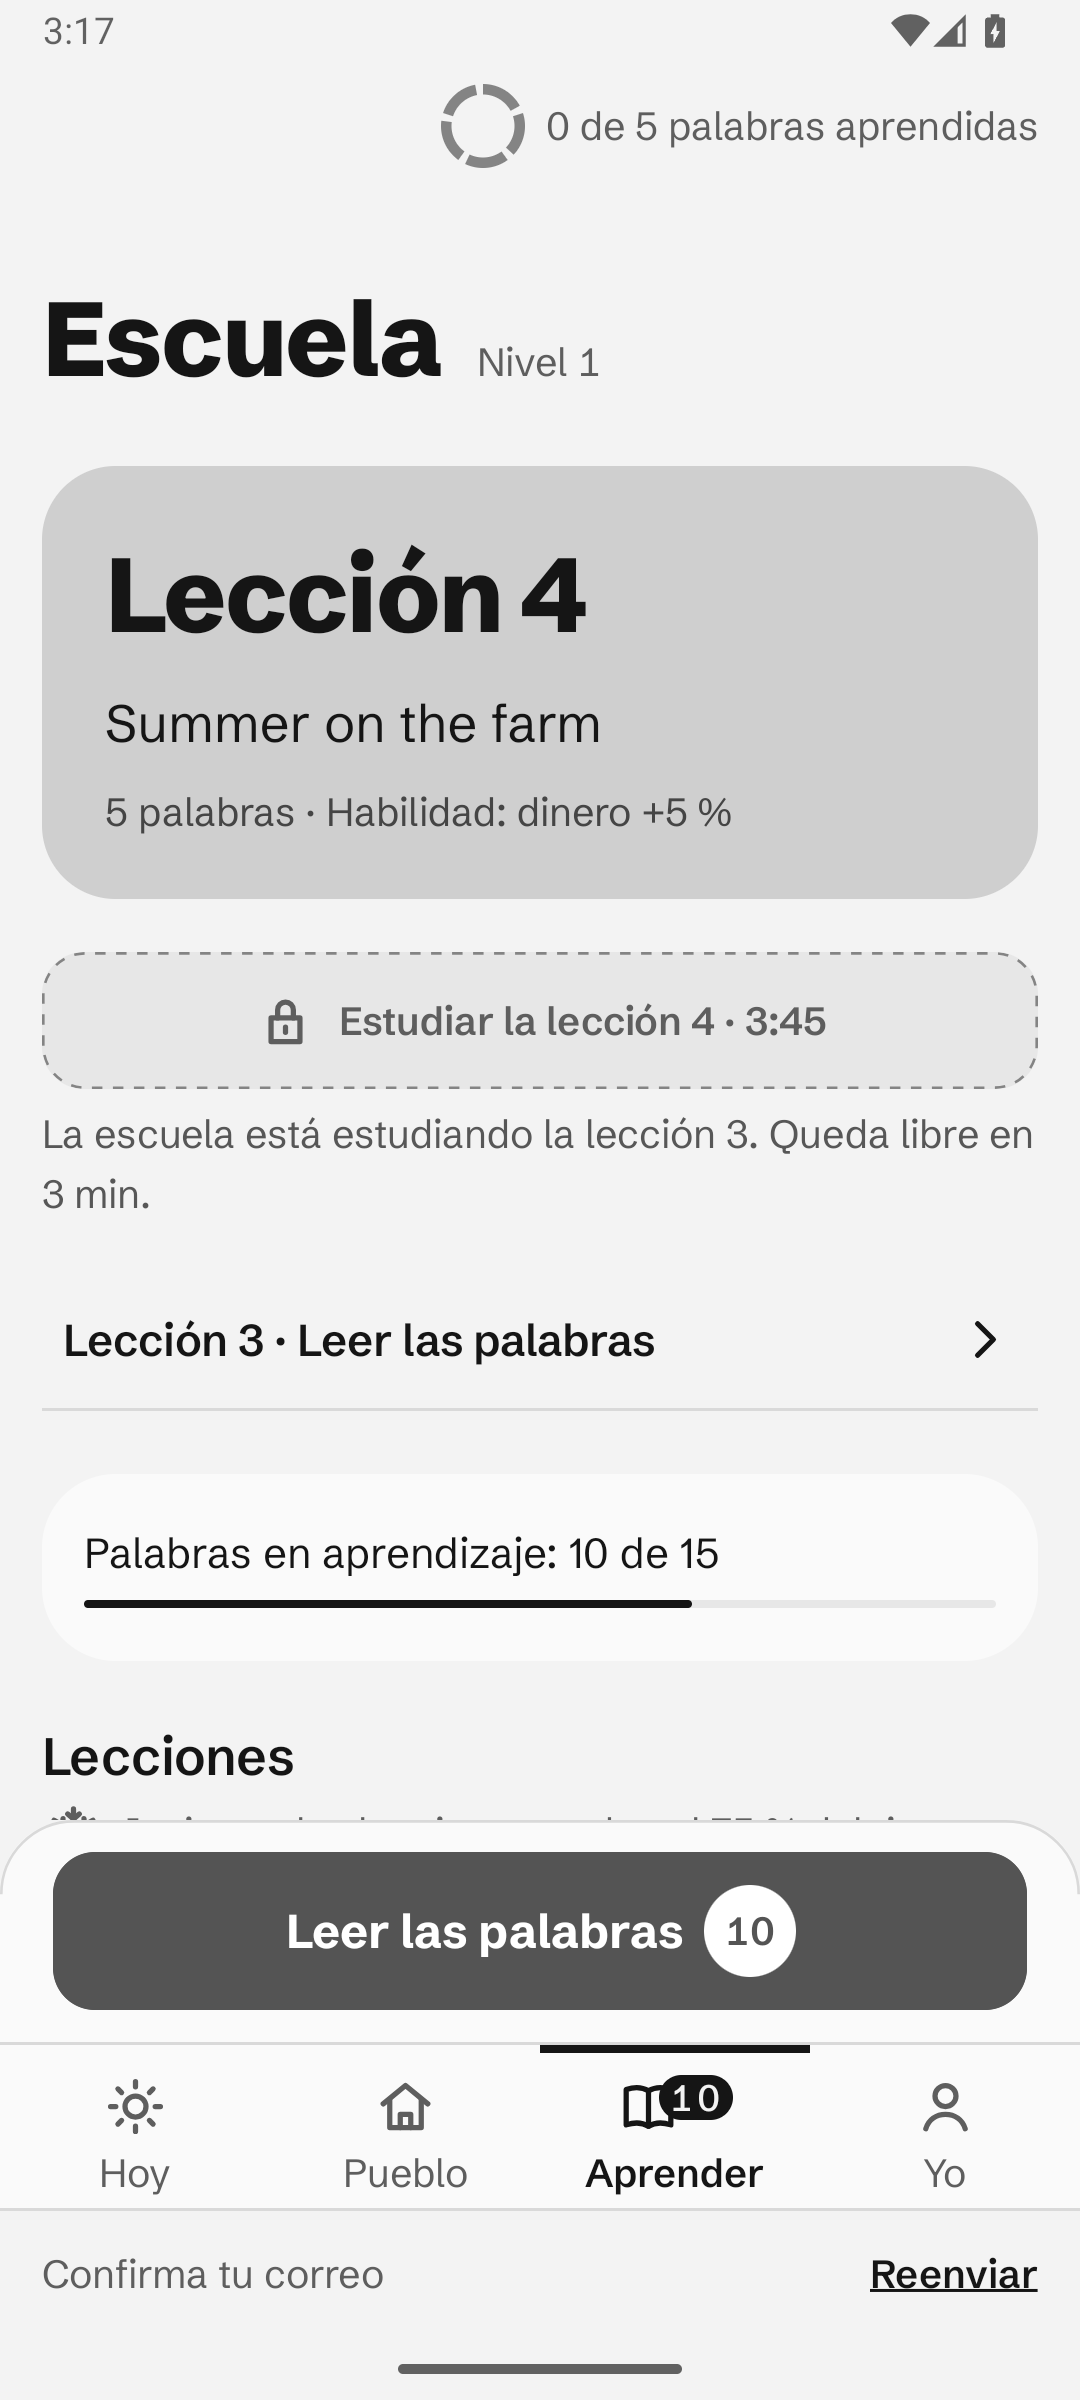 3:17
0 de 5 palabras aprendidas
Escuela Nivel 1
Lección 4
Summer on the farm
5 palabras · Habilidad: dinero +5 %
Estudiar la lección 4 · 3:45
La escuela está estudiando la lección 3. Queda libre en
3 min.
Lección 3 · Leer las palabras
Palabras en aprendizaje: 10 de 15
Lecciones
Leer las palabras 10
10
Hoy Pueblo Aprender Yo
Confirma tu correo Reenviar